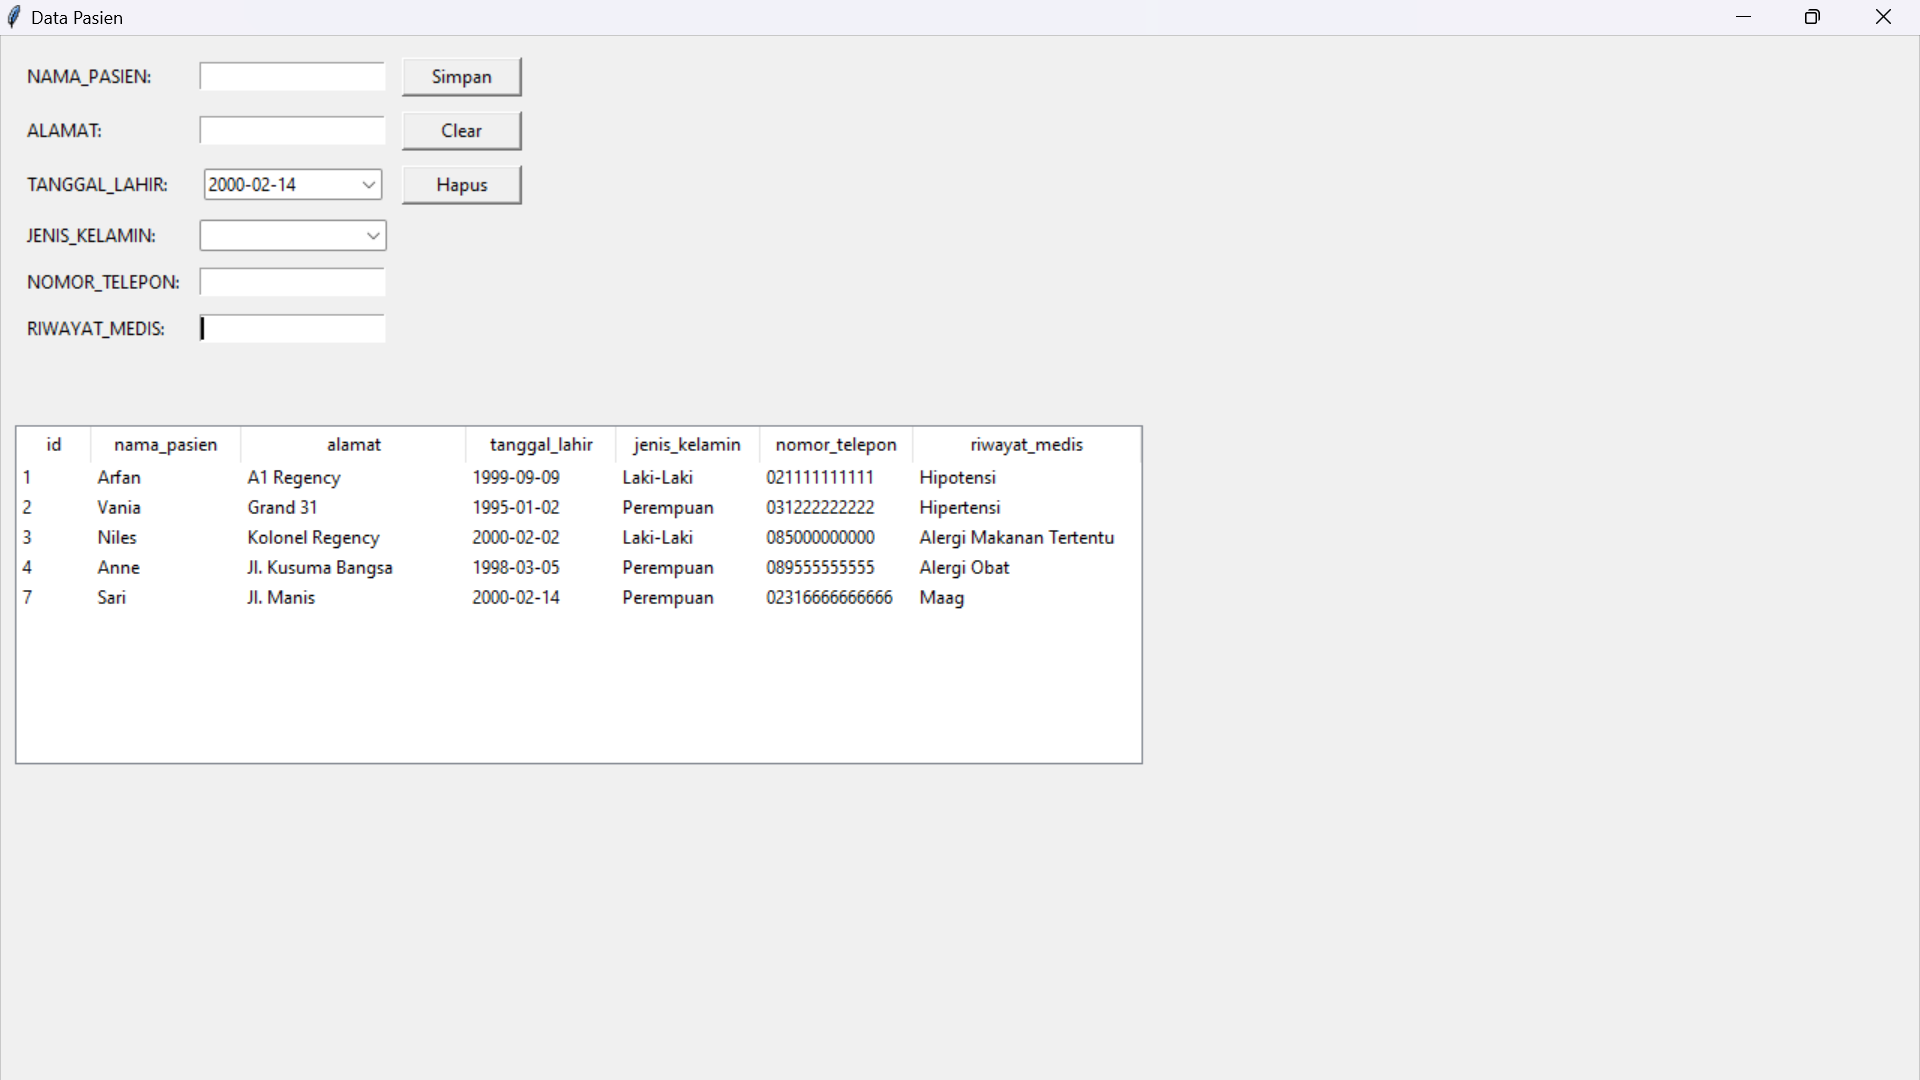 Data Pasien
NAMA_PASIEN: Simpan
ALAMAT: Clear
TANGGAL_LAHIR: 2000-02-14 Hapus
JENIS_KELAMIN:
NOMOR_TELEPON:
RIWAYAT_MEDIS:
id nama_pasien alamat tanggal_lahir jenis_kelamin nomor_telepon riwayat_medis
1 Arfan A1 Regency 1999-09-09 Laki-Laki 021111111111 Hipotensi
2 Vania Grand 31 1995-01-02 Perempuan 031222222222 Hipertensi
3 Niles Kolonel Regency 2000-02-02 Laki-Laki 085000000000 Alergi Makanan Tertentu
4 Anne Jl. Kusuma Bangsa 1998-03-05 Perempuan 089555555555 Alergi Obat
7 Sari Jl. Manis 2000-02-14 Perempuan 02316666666666 Maag